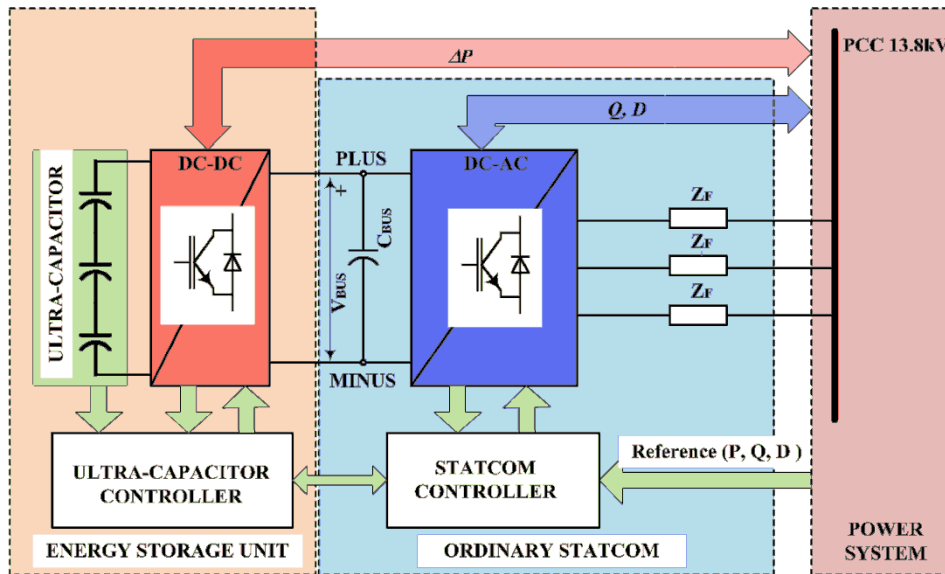 PCC 13.8kV
ΔP
Q, D
DC-DC
PLUS
DC-AC
ULTRA-CAPACITOR
+
CBUS
VBUS
ZF
ZF
ZF
MINUS
Reference (P, Q, D )
ULTRA-CAPACITOR
CONTROLLER
STATCOM
CONTROLLER
ENERGY STORAGE UNIT
ORDINARY STATCOM
POWER
SYSTEM